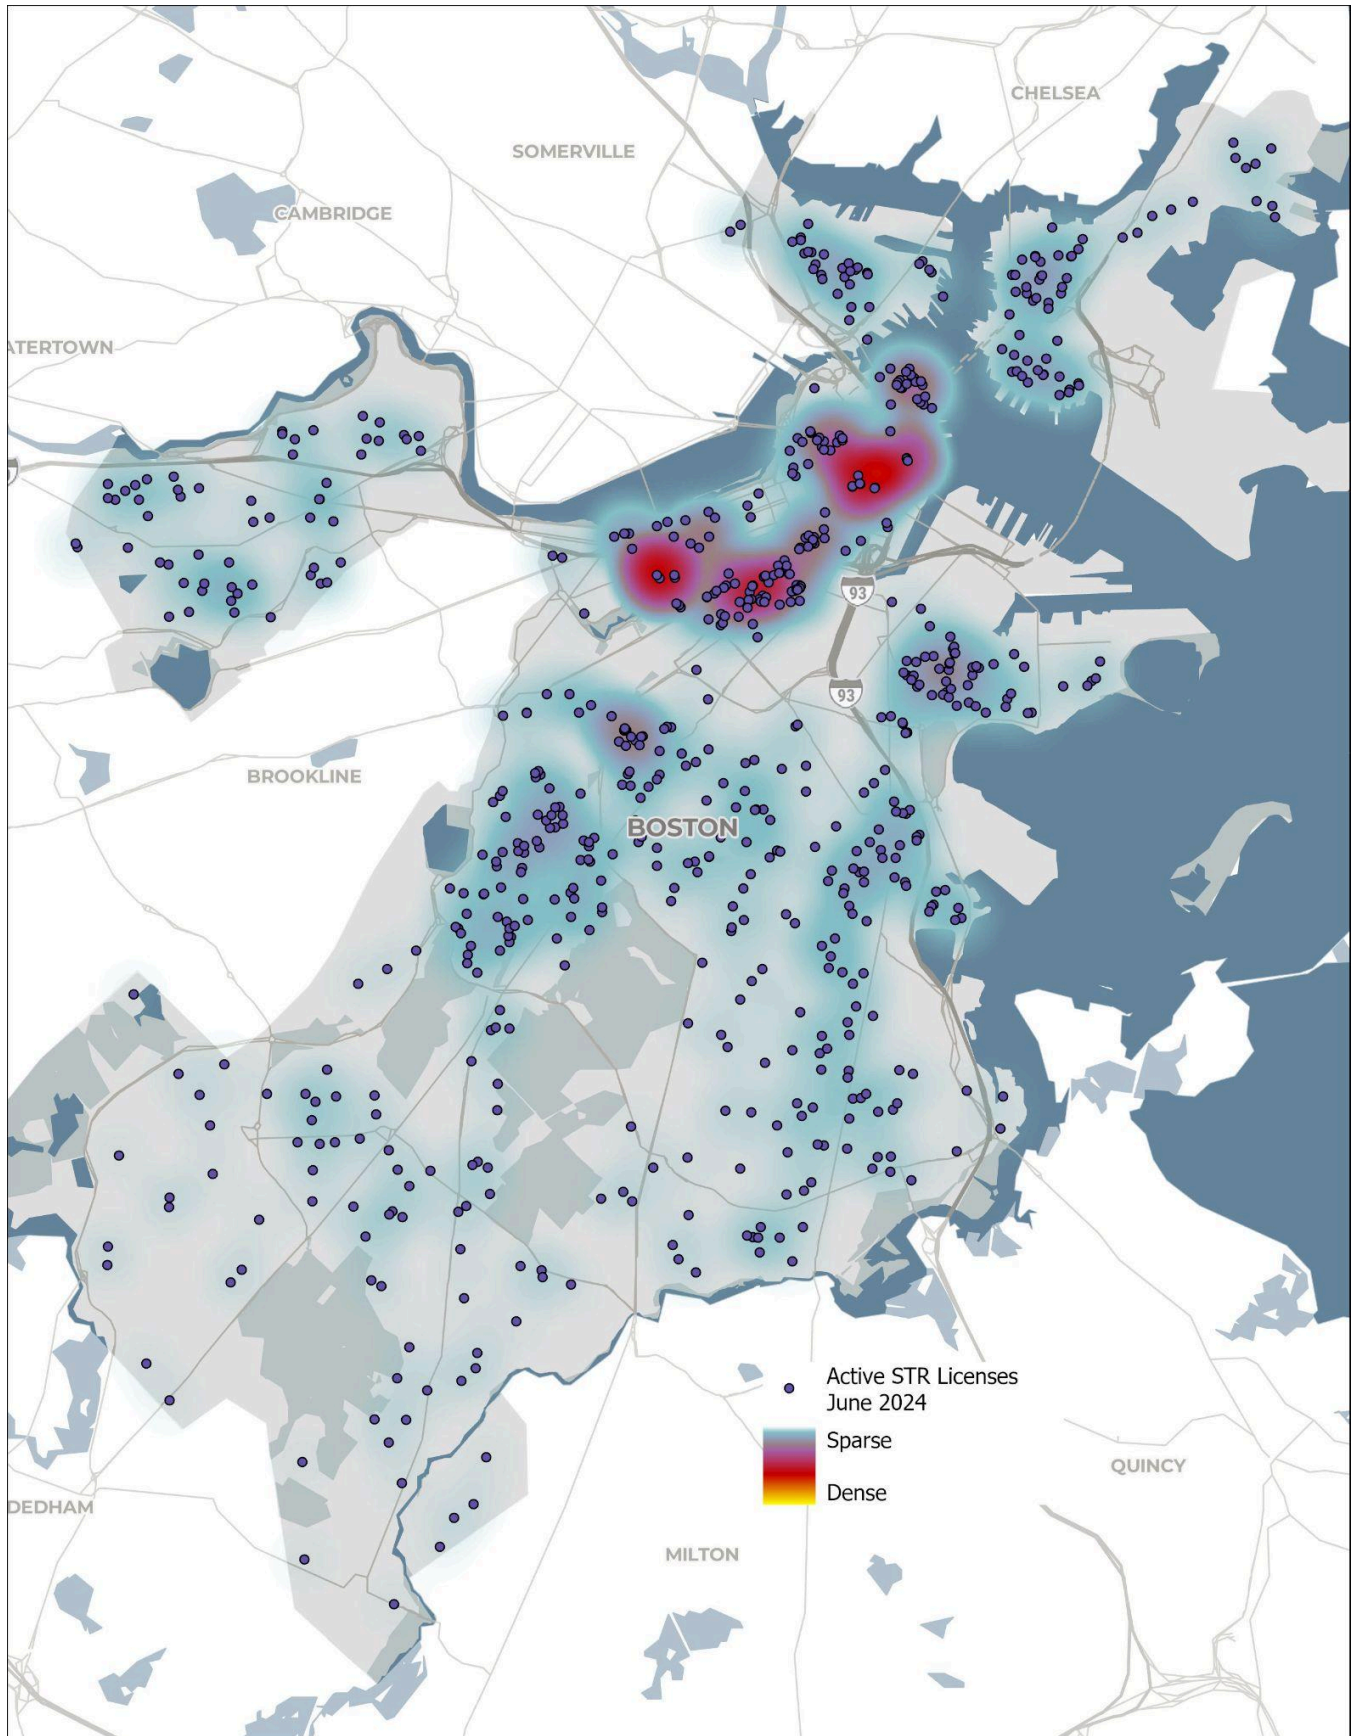 CHELSEA
SOMERVILLE
CAMBRIDGE
ATERTOWN
93
93
BROOKLINE
BOSTON
Active STR Licenses
June 2024
Sparse
Dense
QUINCY
DEDHAM
MILTON